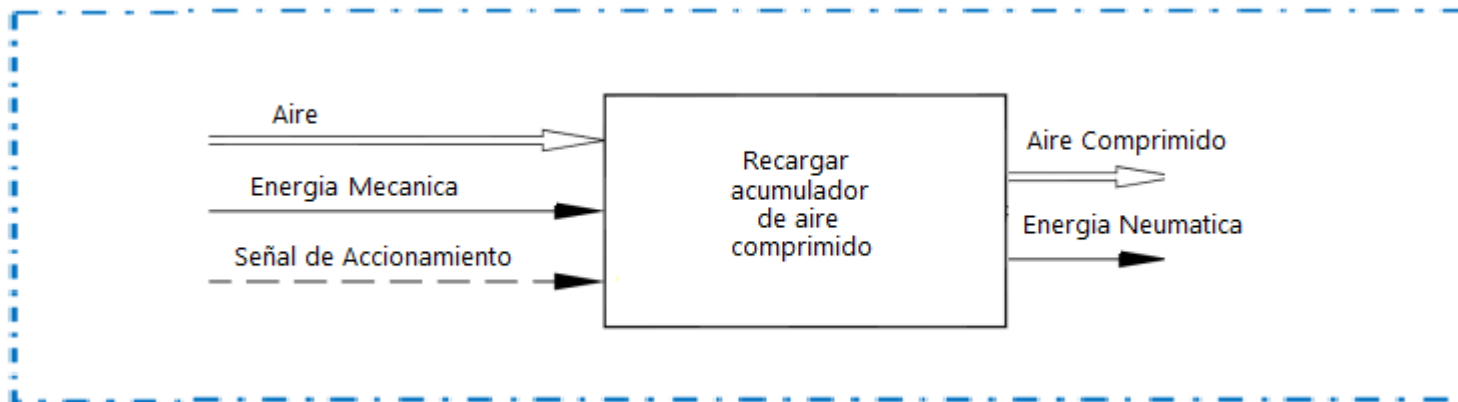 Aire
Energia Mecanica
Señal de Accionamiento
Recargar
acumulador
de aire
comprimido
Aire Comprimido
Energia Neumatica